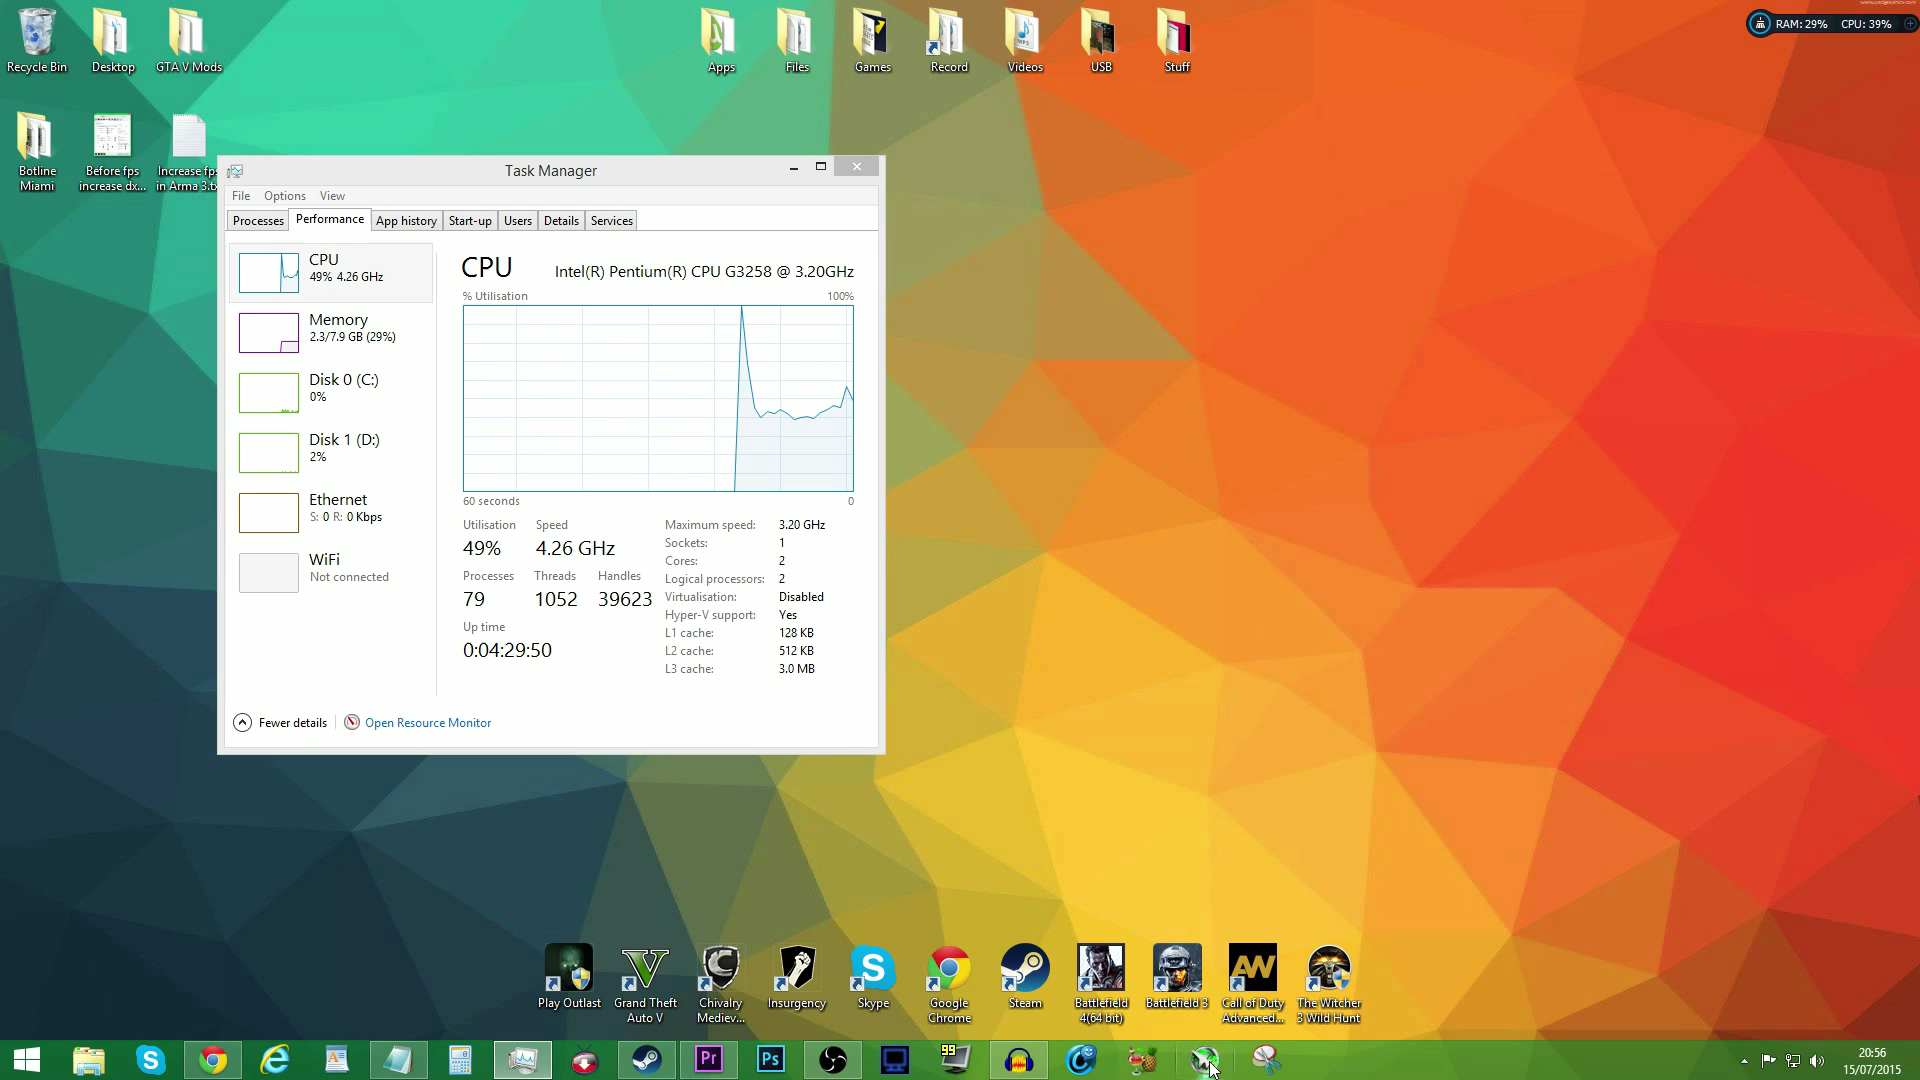 Recycle Bin
Desktop
GTA V Mods
Apps
Files
Games
Record
Videos
USB
Stuff
RAM: 29% CPU: 39%
Botline
Miami
Before fps
increase dx...
Increase fps
in Arma 3.tx
Task Manager
File Options View
Processes Performance App history Start-up Users Details Services
CPU
49% 4.26 GHz
Memory
2.3/7.9 GB (29%)
Disk 0 (C:)
0%
Disk 1 (D:)
2%
Ethernet
S: 0 R: 0 Kbps
WiFi
Not connected
CPU Intel(R) Pentium(R) CPU G3258 @ 3.20GHz
% Utilisation 100%
60 seconds 0
Utilisation Speed
49% 4.26 GHz
Processes Threads Handles
79 1052 39623
Up time
0:04:29:50
Maximum speed: 3.20 GHz
Sockets: 1
Cores: 2
Logical processors: 2
Virtualisation: Disabled
Hyper-V support: Yes
L1 cache: 128 KB
L2 cache: 512 KB
L3 cache: 3.0 MB
Fewer details Open Resource Monitor
Play Outlast
Grand Theft
Auto V
Chivalry
Mediev...
Insurgency
Skype
Google
Chrome
Steam
Battlefield
4(64 bit)
Battlefield 3
AW
Call of Duty
Advanced...
The Witcher
3 Wild Hunt
Pr
Ps
99
20:56
15/07/2015